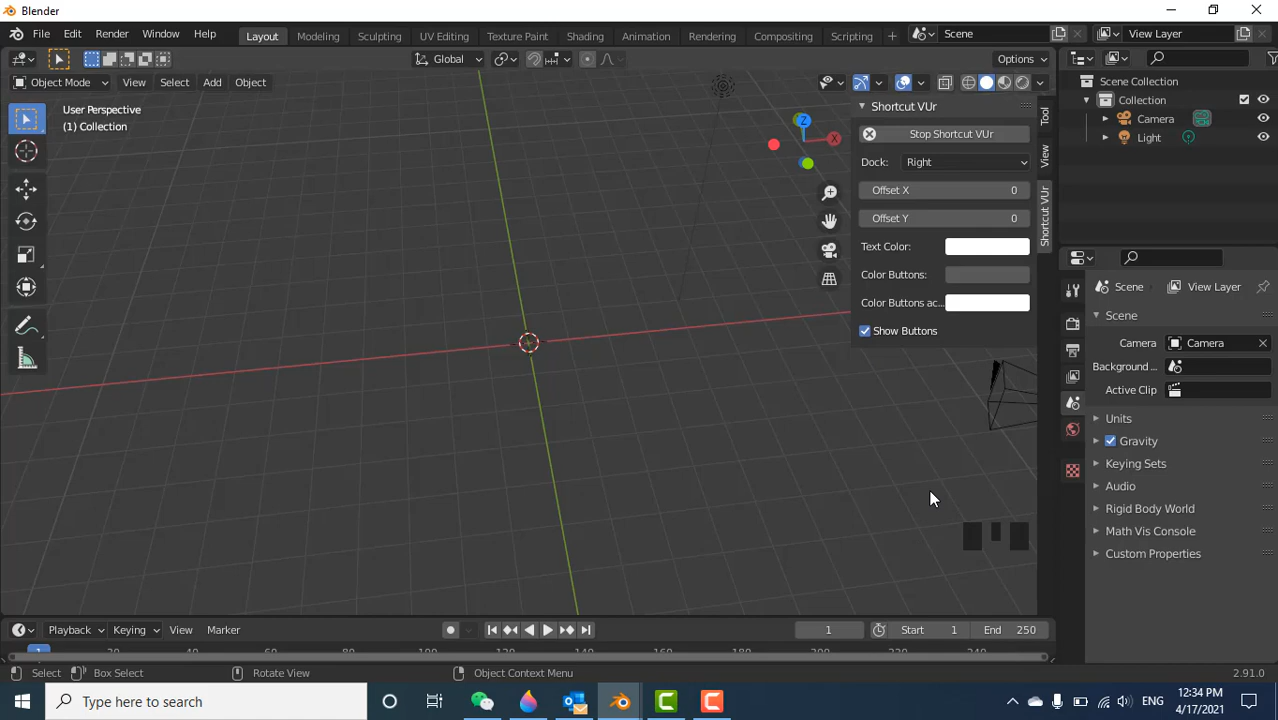 Blender
File Edit Render Window Help Layout Modeling Sculpting UV Editing Texture Paint Shading Animation Rendering Compositing Scripting Scene View Layer
Global Options
Object Mode View Select Add Object
User Perspective
(1) Collection
Z
X
Shortcut VUr
Stop Shortcut VUr
Dock: Right
Offset X 0
Offset Y 0
Text Color:
Color Buttons:
Color Buttons ac...
Show Buttons
Tool
View
Shortcut VUr
Scene Collection
Collection
Camera
Light
Scene View Layer
Scene
Camera Camera
Background ...
Active Clip
Units
Gravity
Keying Sets
Audio
Rigid Body World
Math Vis Console
Custom Properties
Playback Keying View Marker 1 Start 1 End 250
1 20 60 80 100 120 140 160 180 200 220 240
Select Box Select Rotate View Object Context Menu 2.91.0
Type here to search
ENG
12:34 PM
4/17/2021